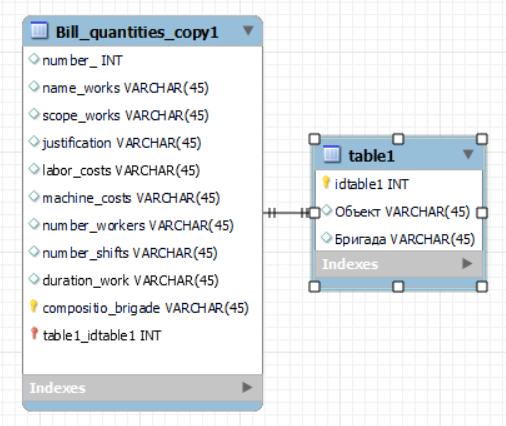 Bill_quantities_copy1
number_ INT
name_works VARCHAR(45)
scope_works VARCHAR(45)
justification VARCHAR(45)
labor_costs VARCHAR(45)
machine_costs VARCHAR(45)
number_workers VARCHAR(45)
number_shifts VARCHAR(45)
duration_work VARCHAR(45)
compositio_brigade VARCHAR(45)
table1_idtable1 INT
Indexes
table1
idtable1 INT
Объект VARCHAR(45)
Бригада VARCHAR(45)
Indexes